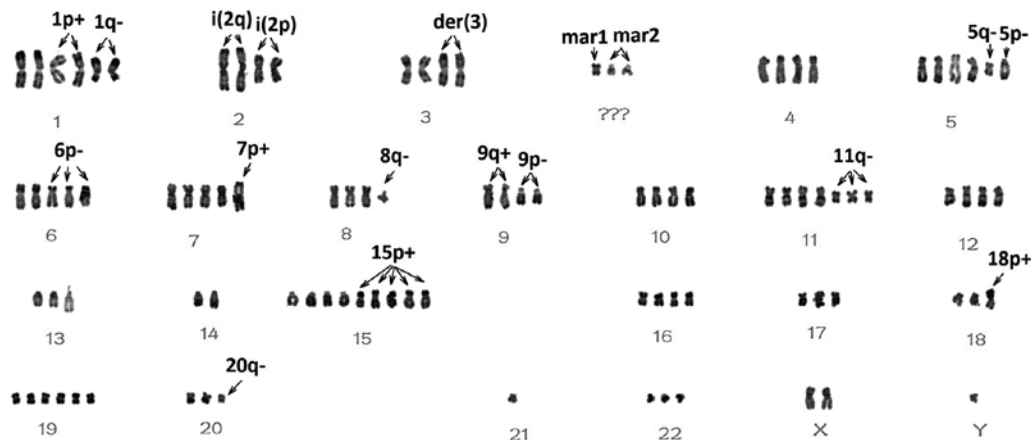 1p+ 1q- i(2q) i(2p) der(3) mar1 mar2 5q- 5p-
1 2 3 ??? 4 5
6p- 7p+ 8q- 9q+ 9p- 11q-
6 7 8 9 10 11 12
15p+ 18p+
13 14 15 16 17 18
20q-
19 20 21 22 X Y